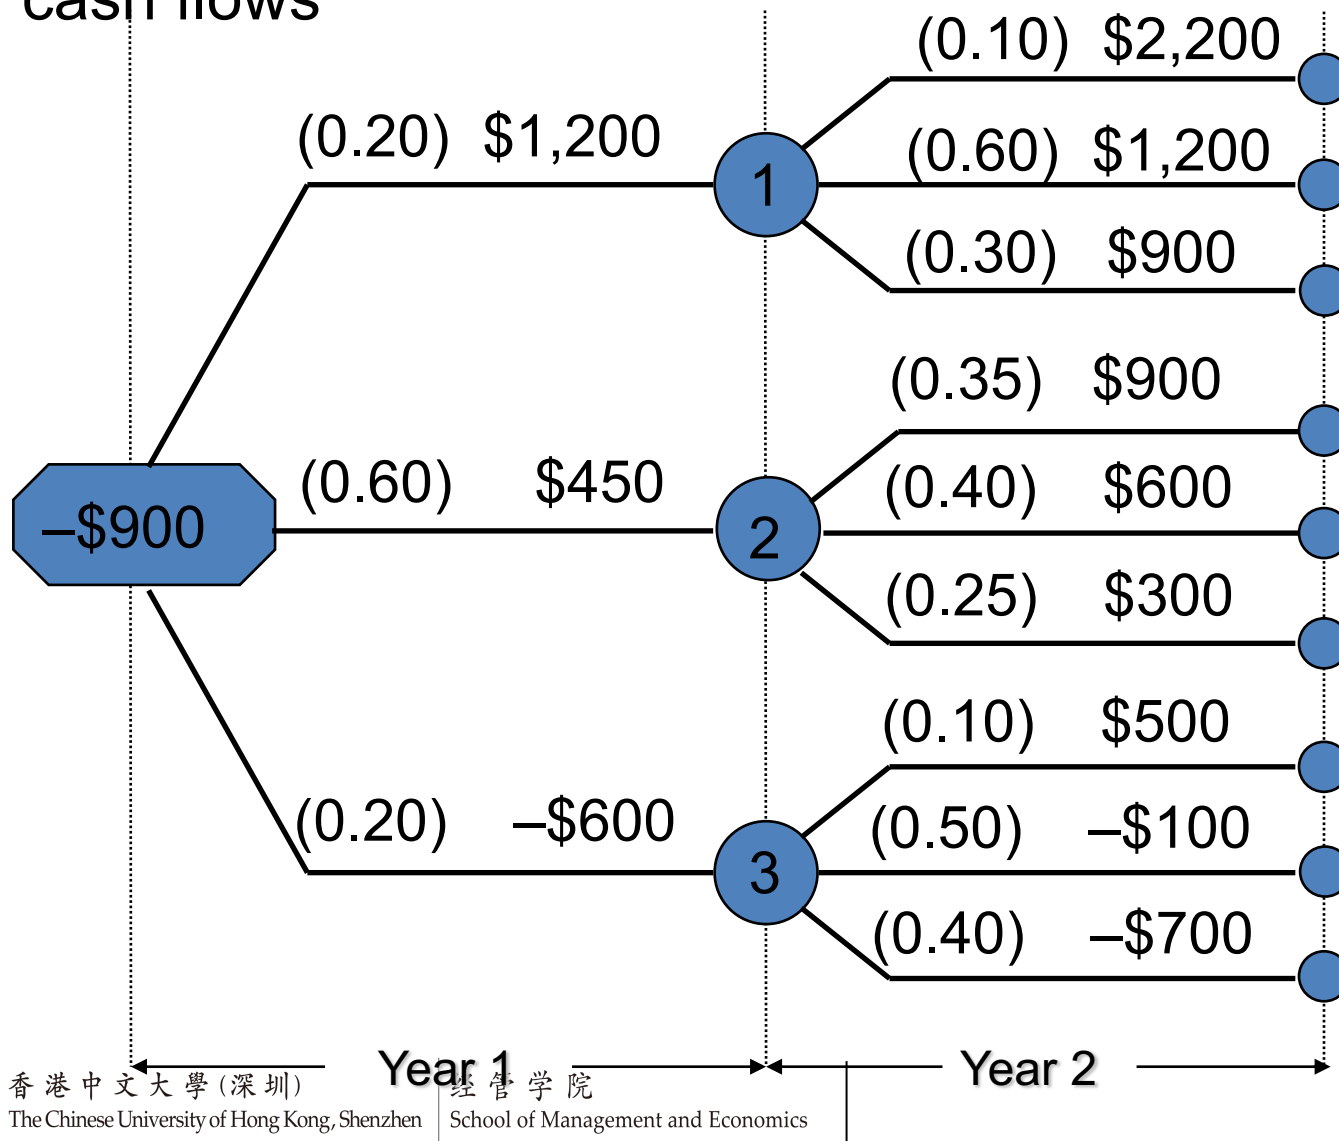 cash flows
(0.10) $2,200
(0.20) $1,200
(0.60) $1,200
1
(0.30) $900
(0.35) $900
(0.60) $450
(0.40) $600
–$900
2
(0.25) $300
(0.10) $500
(0.20) –$600
(0.50) –$100
3
(0.40) –$700
Year 1
Year 2
香港中文大學(深圳)
The Chinese University of Hong Kong, Shenzhen
经管学院
School of Management and Economics